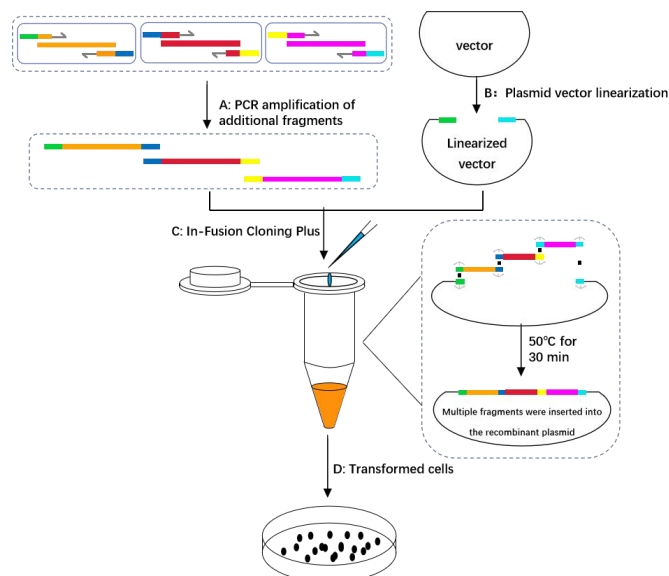 vector
B: Plasmid vector linearization
A: PCR amplification of
additional fragments
Linearized
vector
C: In-Fusion Cloning Plus
50℃ for
30 min
Multiple fragments were inserted into
the recombinant plasmid
D: Transformed cells